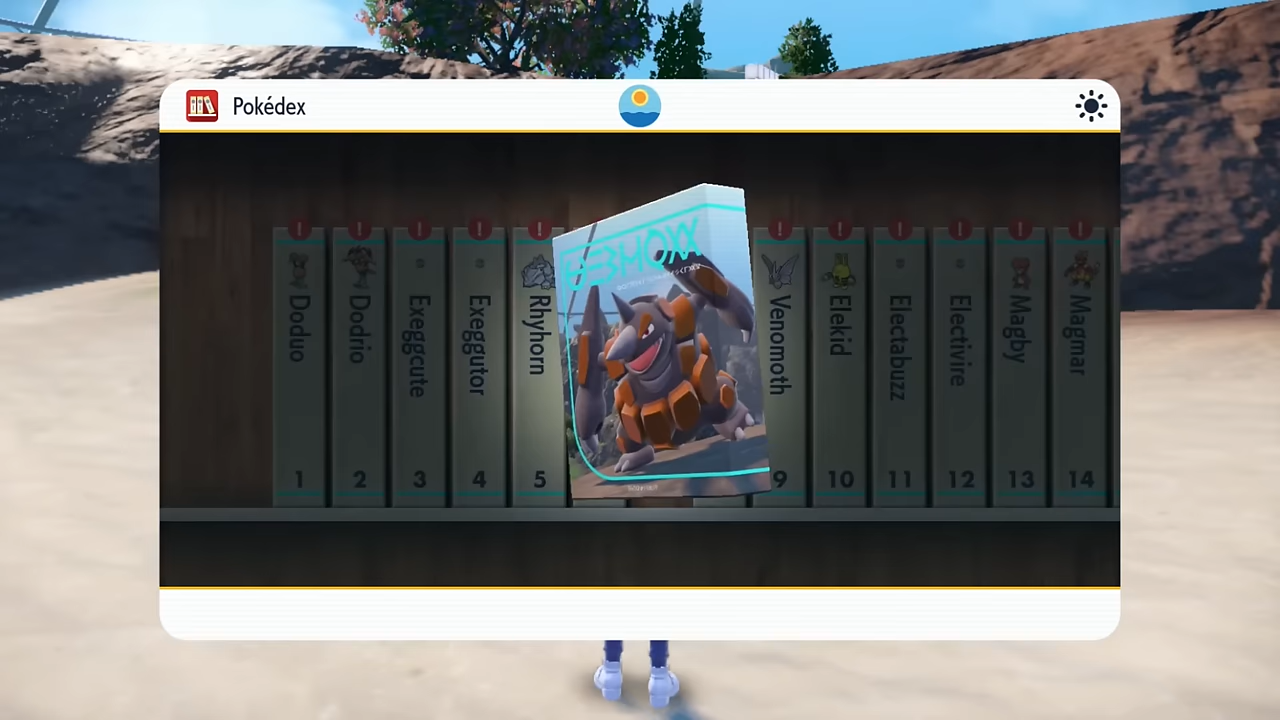 Pokédex
!
!
!
!
!
!
!
!
!
!
!
Doduo
Dodrio
Exeggcute
Exeggutor
Rhyhorn
Venomoth
Elekid
Electabuzz
Electivire
Magby
Magmar
1
2
3
4
5
9
10
11
12
13
14